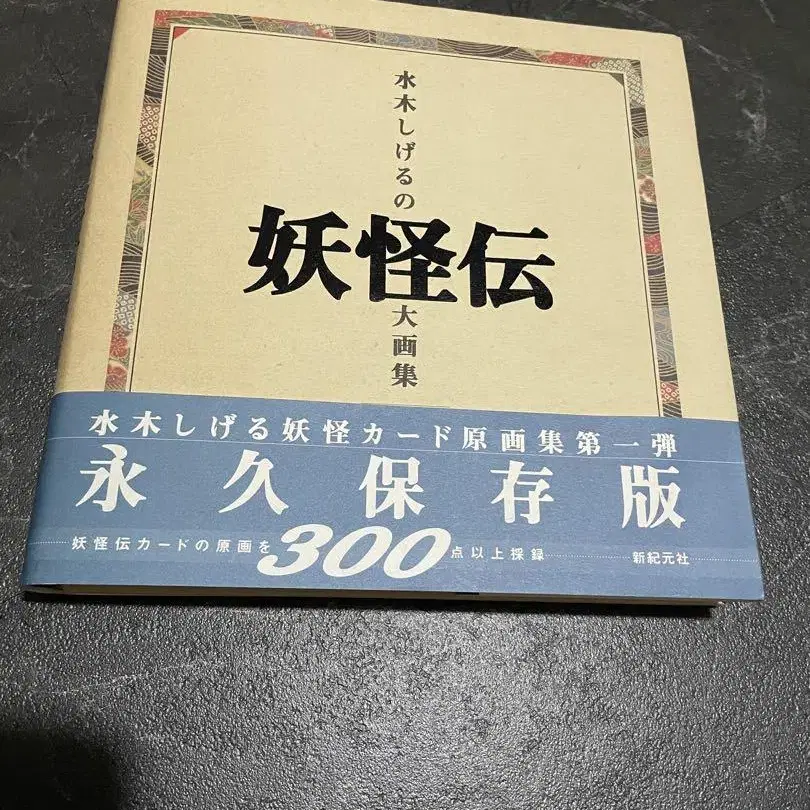 水木しげるの
妖怪伝
大画集
水木しげる妖怪カード原画集第一弾
永久保存版
妖怪伝カードの原画を300点以上採録
新紀元社